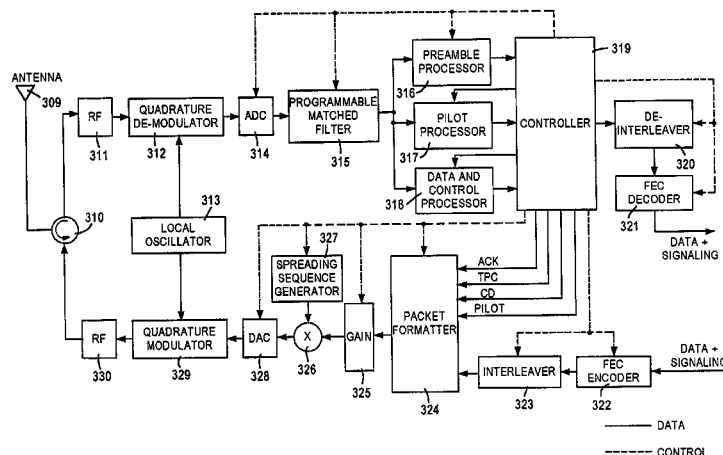 ANTENNA
309
RF
311
QUADRATURE
DE-MODULATOR
312
ADC
314
PROGRAMMABLE
MATCHED
FILTER
315
PREAMBLE
PROCESSOR
316
PILOT
PROCESSOR
317
DATA AND
CONTROL
PROCESSOR
318
CONTROLLER
319
DE-
INTERLEAVER
320
FEC
DECODER
321
DATA +
SIGNALING
310
LOCAL
OSCILLATOR
313
SPREADING
SEQUENCE
GENERATOR
327
ACK
TPC
CD
PILOT
RF
330
QUADRATURE
MODULATOR
329
DAC
328
X
326
GAIN
325
PACKET
FORMATTER
324
INTERLEAVER
323
FEC
ENCODER
322
DATA +
SIGNALING
DATA
CONTROL